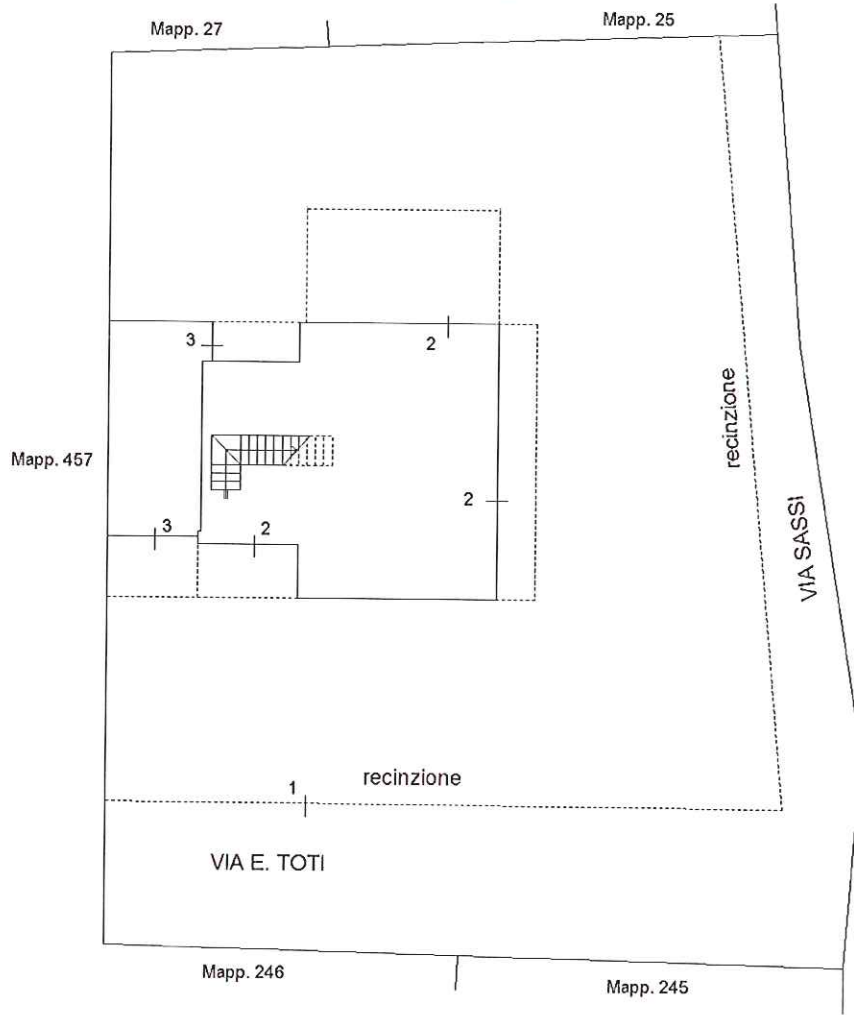 Mapp. 27
Mapp. 25
3
2
recinzione
Mapp. 457
2
3
2
VIA SASSI
recinzione
1
VIA E. TOTI
Mapp. 246
Mapp. 245